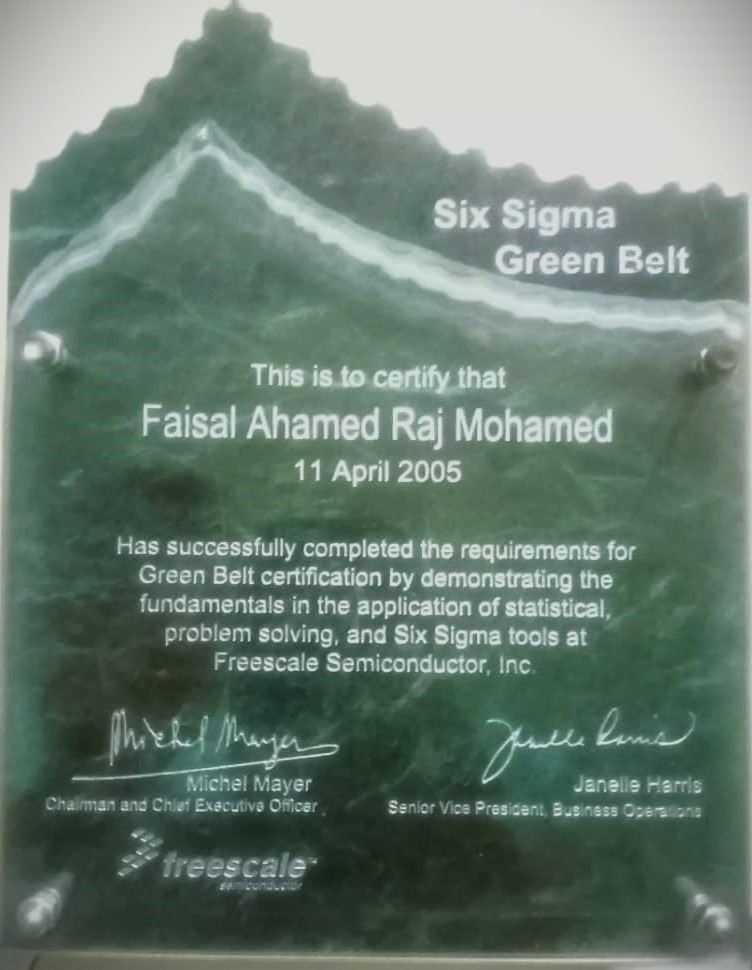 Six Sigma
Green Belt
This is to certify that
Faisal Ahamed Raj Mohamed
11 April 2005
Has successfully completed the requirements for
Green Belt certification by demonstrating the
fundamentals in the application of statistical,
problem solving, and Six Sigma tools at
Freescale Semiconductor, Inc.
Michel Mayer Janelle Harris
Michel Mayer Janelle Harris
Chairman and Chief Executive Officer Senior Vice President, Business Operations
freescale™
semiconductor